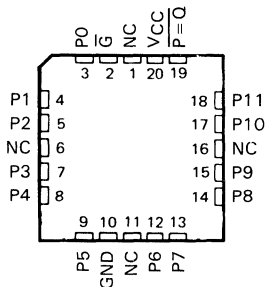 P0 G̅ NC VCC P̅=̅Q̅
3 2 1 20 19
P1 4 18 P11
P2 5 17 P10
NC 6 16 NC
P3 7 15 P9
P4 8 14 P8
9 10 11 12 13
P5 GND NC P6 P7